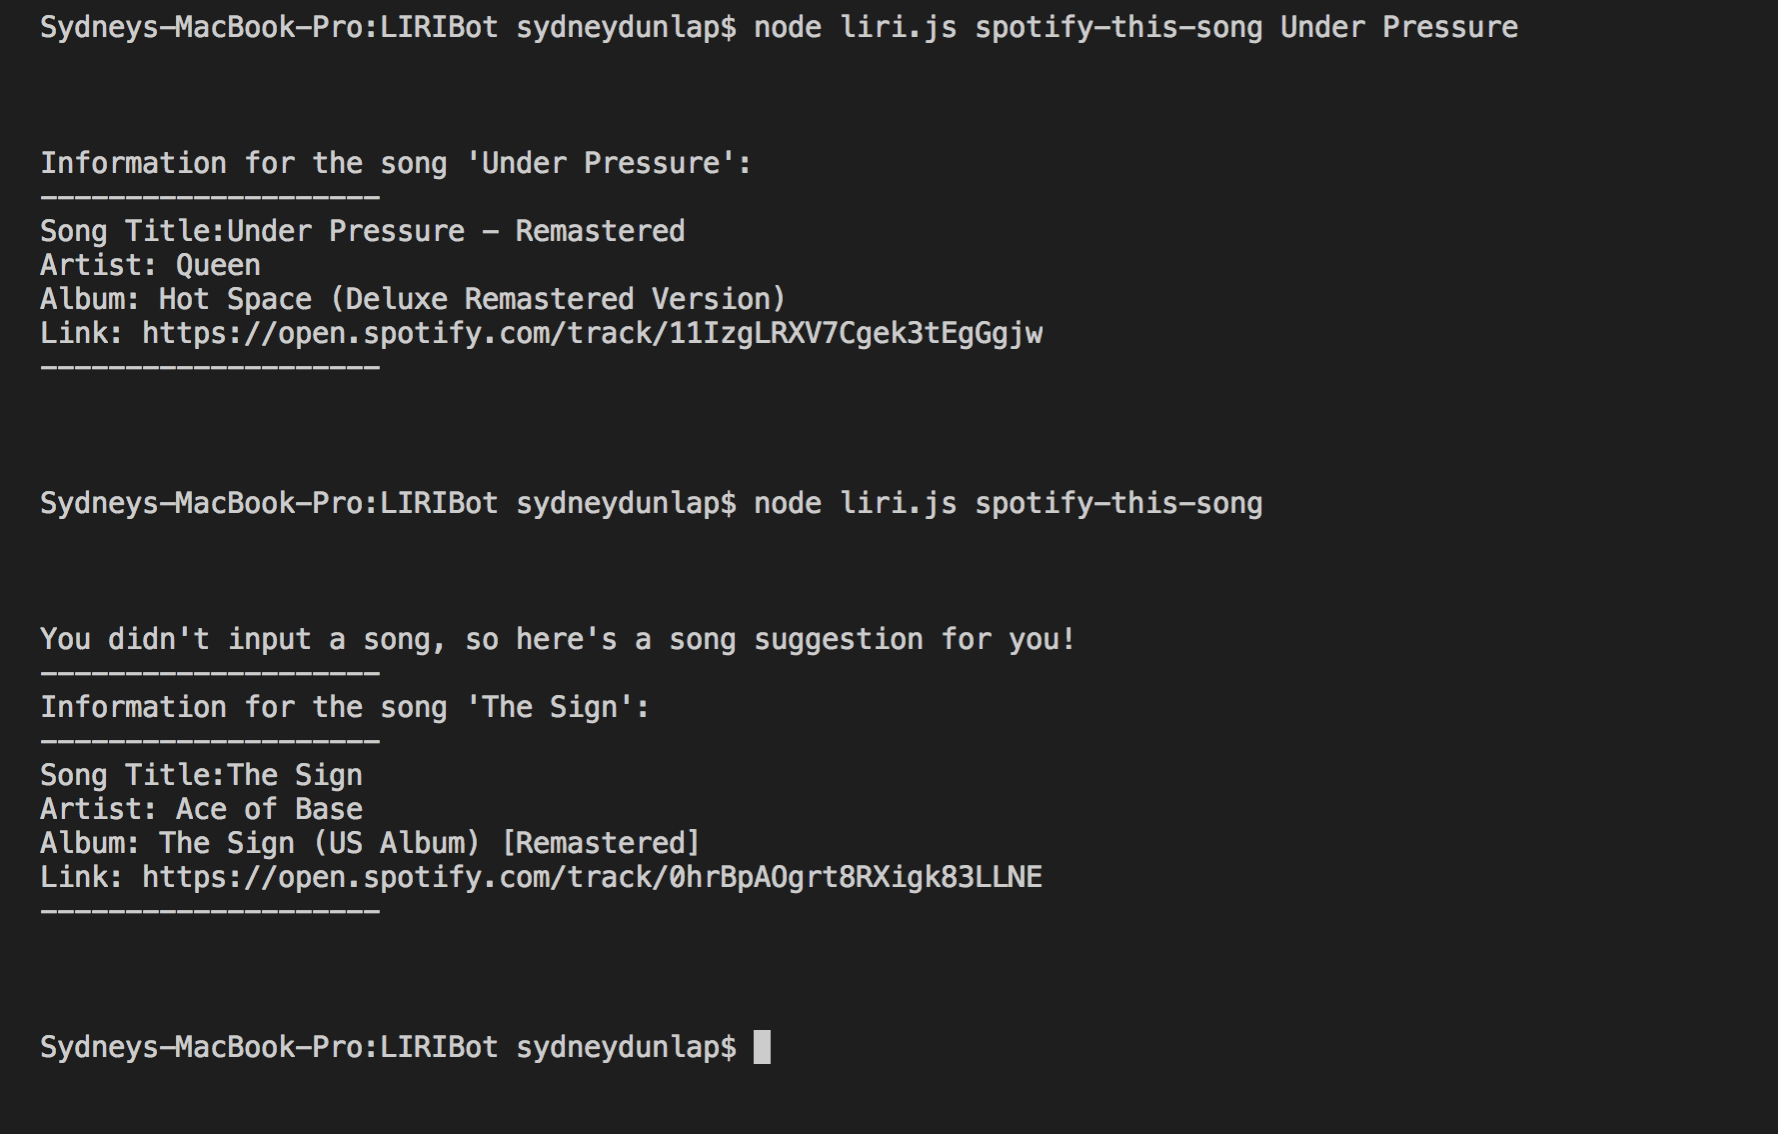 Sydneys-MacBook-Pro:LIRIBot sydneydunlap$ node liri.js spotify-this-song Under Pressure
Information for the song 'Under Pressure':
--------------------
Song Title:Under Pressure - Remastered
Artist: Queen
Album: Hot Space (Deluxe Remastered Version)
Link: https://open.spotify.com/track/11IzgLRXV7Cgek3tEgGgjw
--------------------
Sydneys-MacBook-Pro:LIRIBot sydneydunlap$ node liri.js spotify-this-song
You didn't input a song, so here's a song suggestion for you!
--------------------
Information for the song 'The Sign':
--------------------
Song Title:The Sign
Artist: Ace of Base
Album: The Sign (US Album) [Remastered]
Link: https://open.spotify.com/track/0hrBpAOgrt8RXigk83LLNE
--------------------
Sydneys-MacBook-Pro:LIRIBot sydneydunlap$